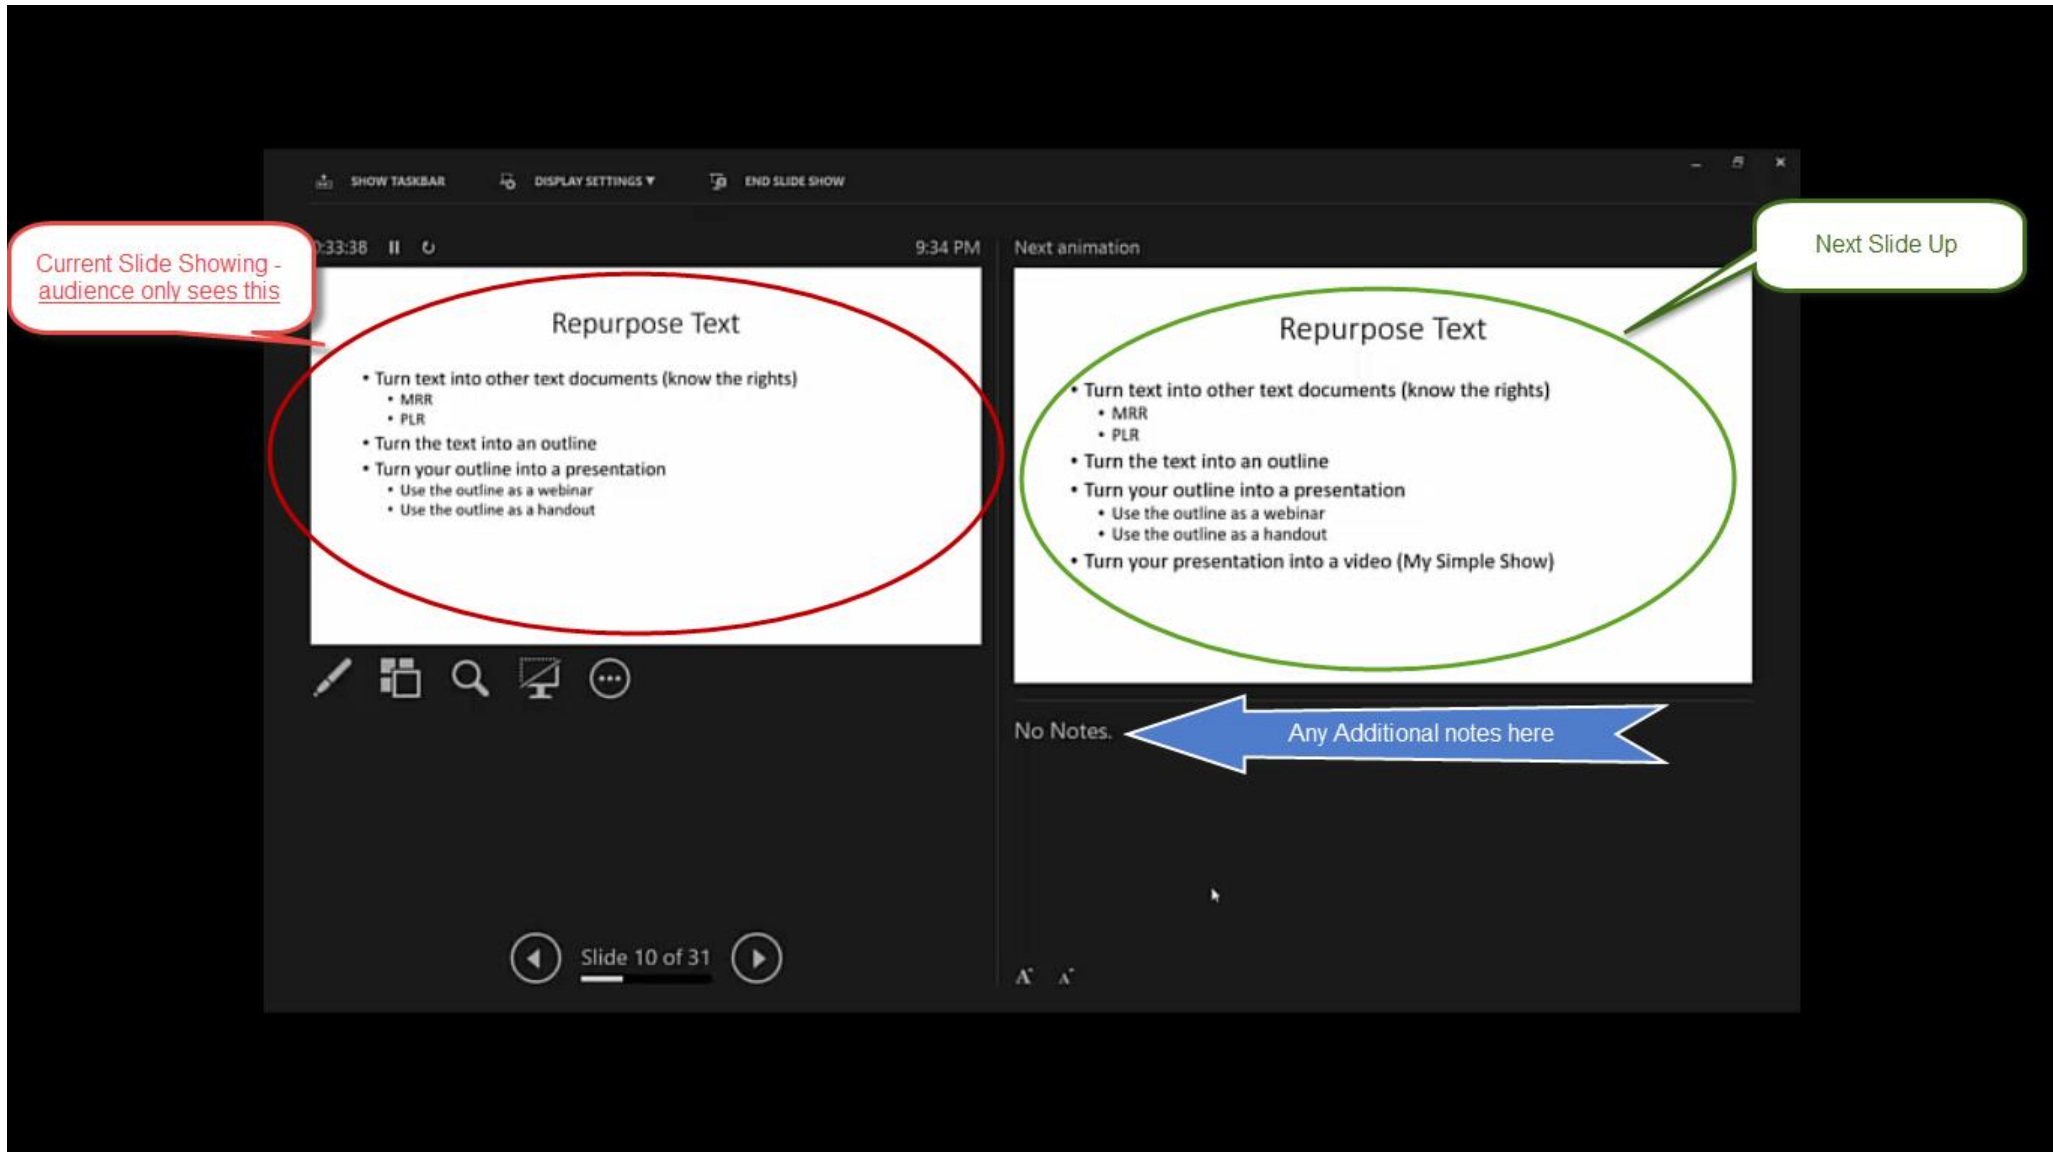 SHOW TASKBAR DISPLAY SETTINGS ▼ END SLIDE SHOW
Current Slide Showing -
audience only sees this
:33:38 9:34 PM
Repurpose Text
• Turn text into other text documents (know the rights)
• MRR
• PLR
• Turn the text into an outline
• Turn your outline into a presentation
• Use the outline as a webinar
• Use the outline as a handout
Slide 10 of 31
Next animation
Next Slide Up
Repurpose Text
• Turn text into other text documents (know the rights)
• MRR
• PLR
• Turn the text into an outline
• Turn your outline into a presentation
• Use the outline as a webinar
• Use the outline as a handout
• Turn your presentation into a video (My Simple Show)
No Notes.
Any Additional notes here
A A